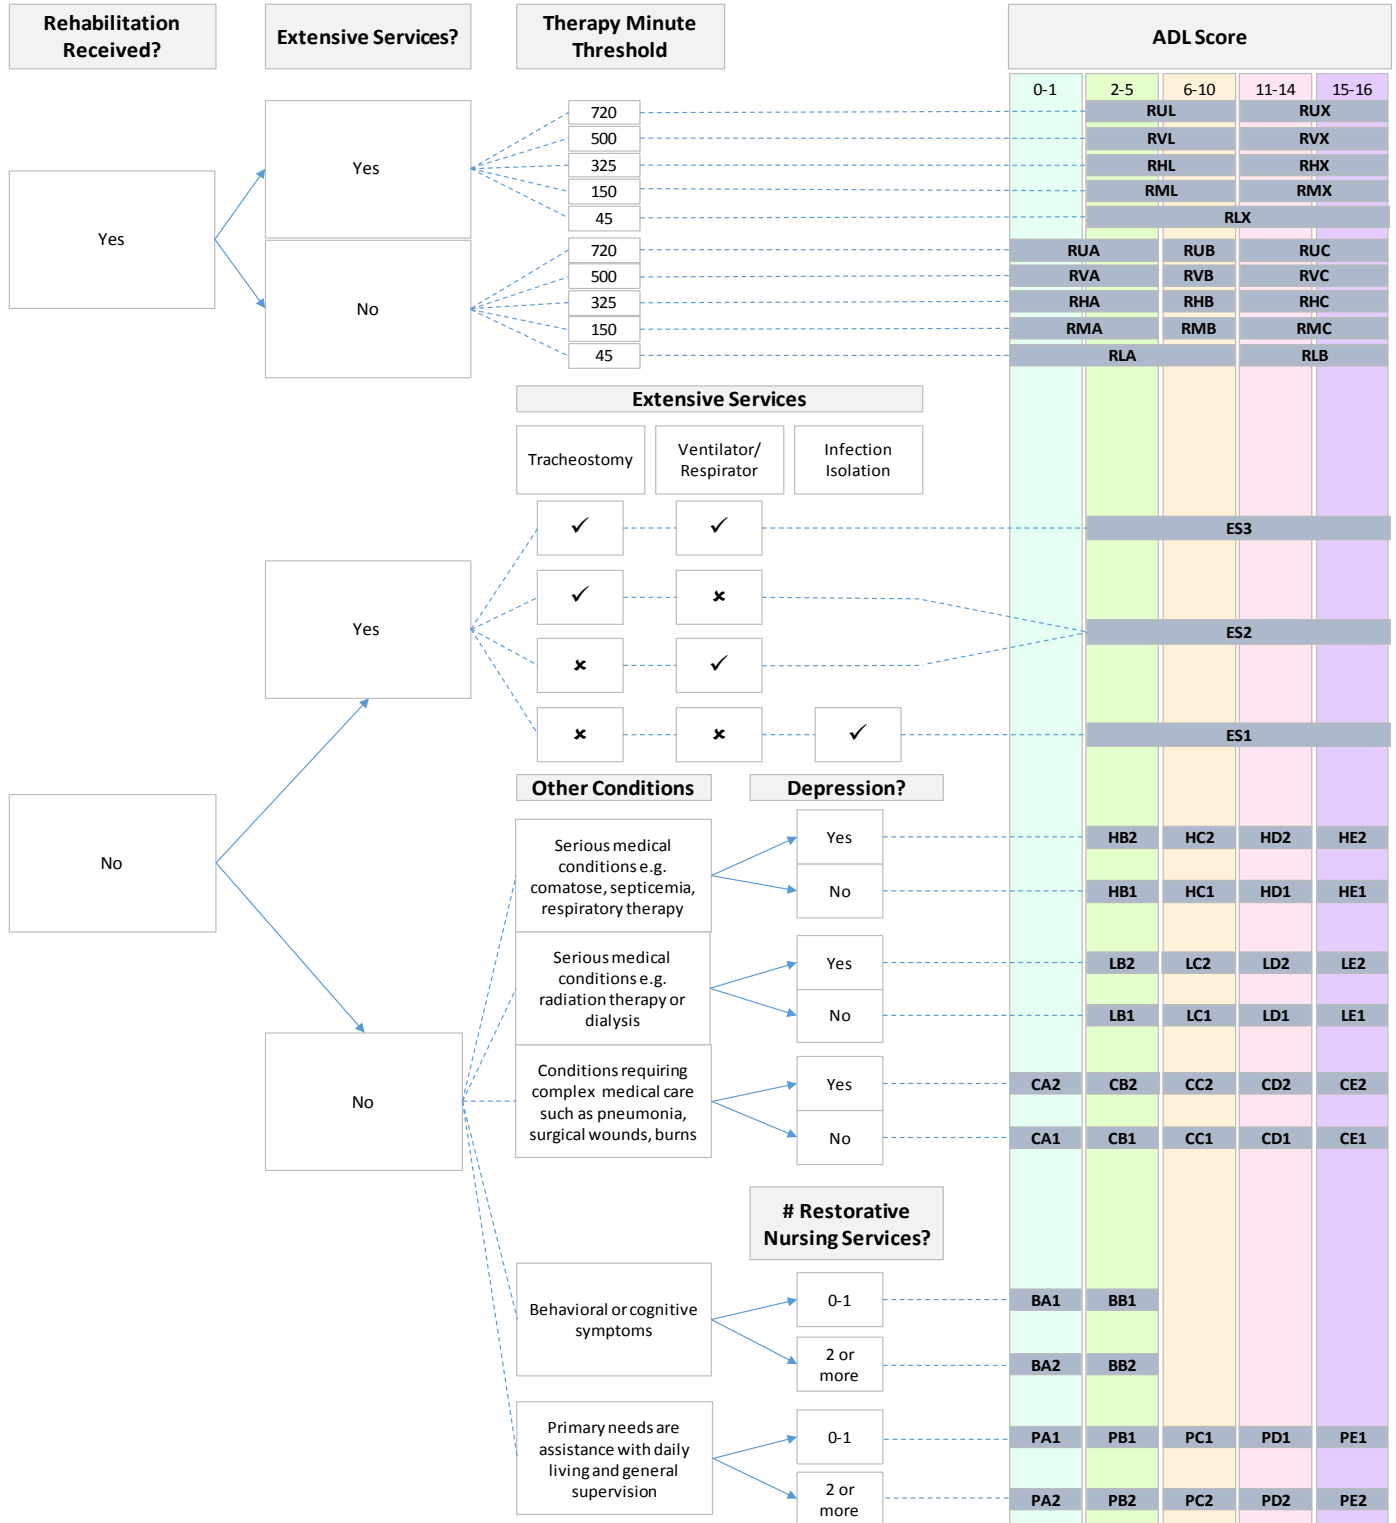 Rehabilitation
Received?
Extensive Services?
Therapy Minute
Threshold
ADL Score
0-1
2-5
6-10
11-14
15-16
Yes
Yes
720
RUL
RUX
500
RVL
RVX
325
RHL
RHX
150
RML
RMX
45
RLX
No
720
RUA
RUB
RUC
500
RVA
RVB
RVC
325
RHA
RHB
RHC
150
RMA
RMB
RMC
45
RLA
RLB
Extensive Services
Tracheostomy
Ventilator/
Respirator
Infection
Isolation
No
Yes
✓ ✓
ES3
✓ ✗
ES2
✗ ✓
✗ ✗ ✓
ES1
Other Conditions
Depression?
No
Serious medical
conditions e.g.
comatose, septicemia,
respiratory therapy
Yes
HB2
HC2
HD2
HE2
No
HB1
HC1
HD1
HE1
Serious medical
conditions e.g.
radiation therapy or
dialysis
Yes
LB2
LC2
LD2
LE2
No
LB1
LC1
LD1
LE1
Conditions requiring
complex medical care
such as pneumonia,
surgical wounds, burns
Yes
CA2
CB2
CC2
CD2
CE2
No
CA1
CB1
CC1
CD1
CE1
# Restorative
Nursing Services?
Behavioral or cognitive
symptoms
0-1
BA1
BB1
2 or
more
BA2
BB2
Primary needs are
assistance with daily
living and general
supervision
0-1
PA1
PB1
PC1
PD1
PE1
2 or
more
PA2
PB2
PC2
PD2
PE2